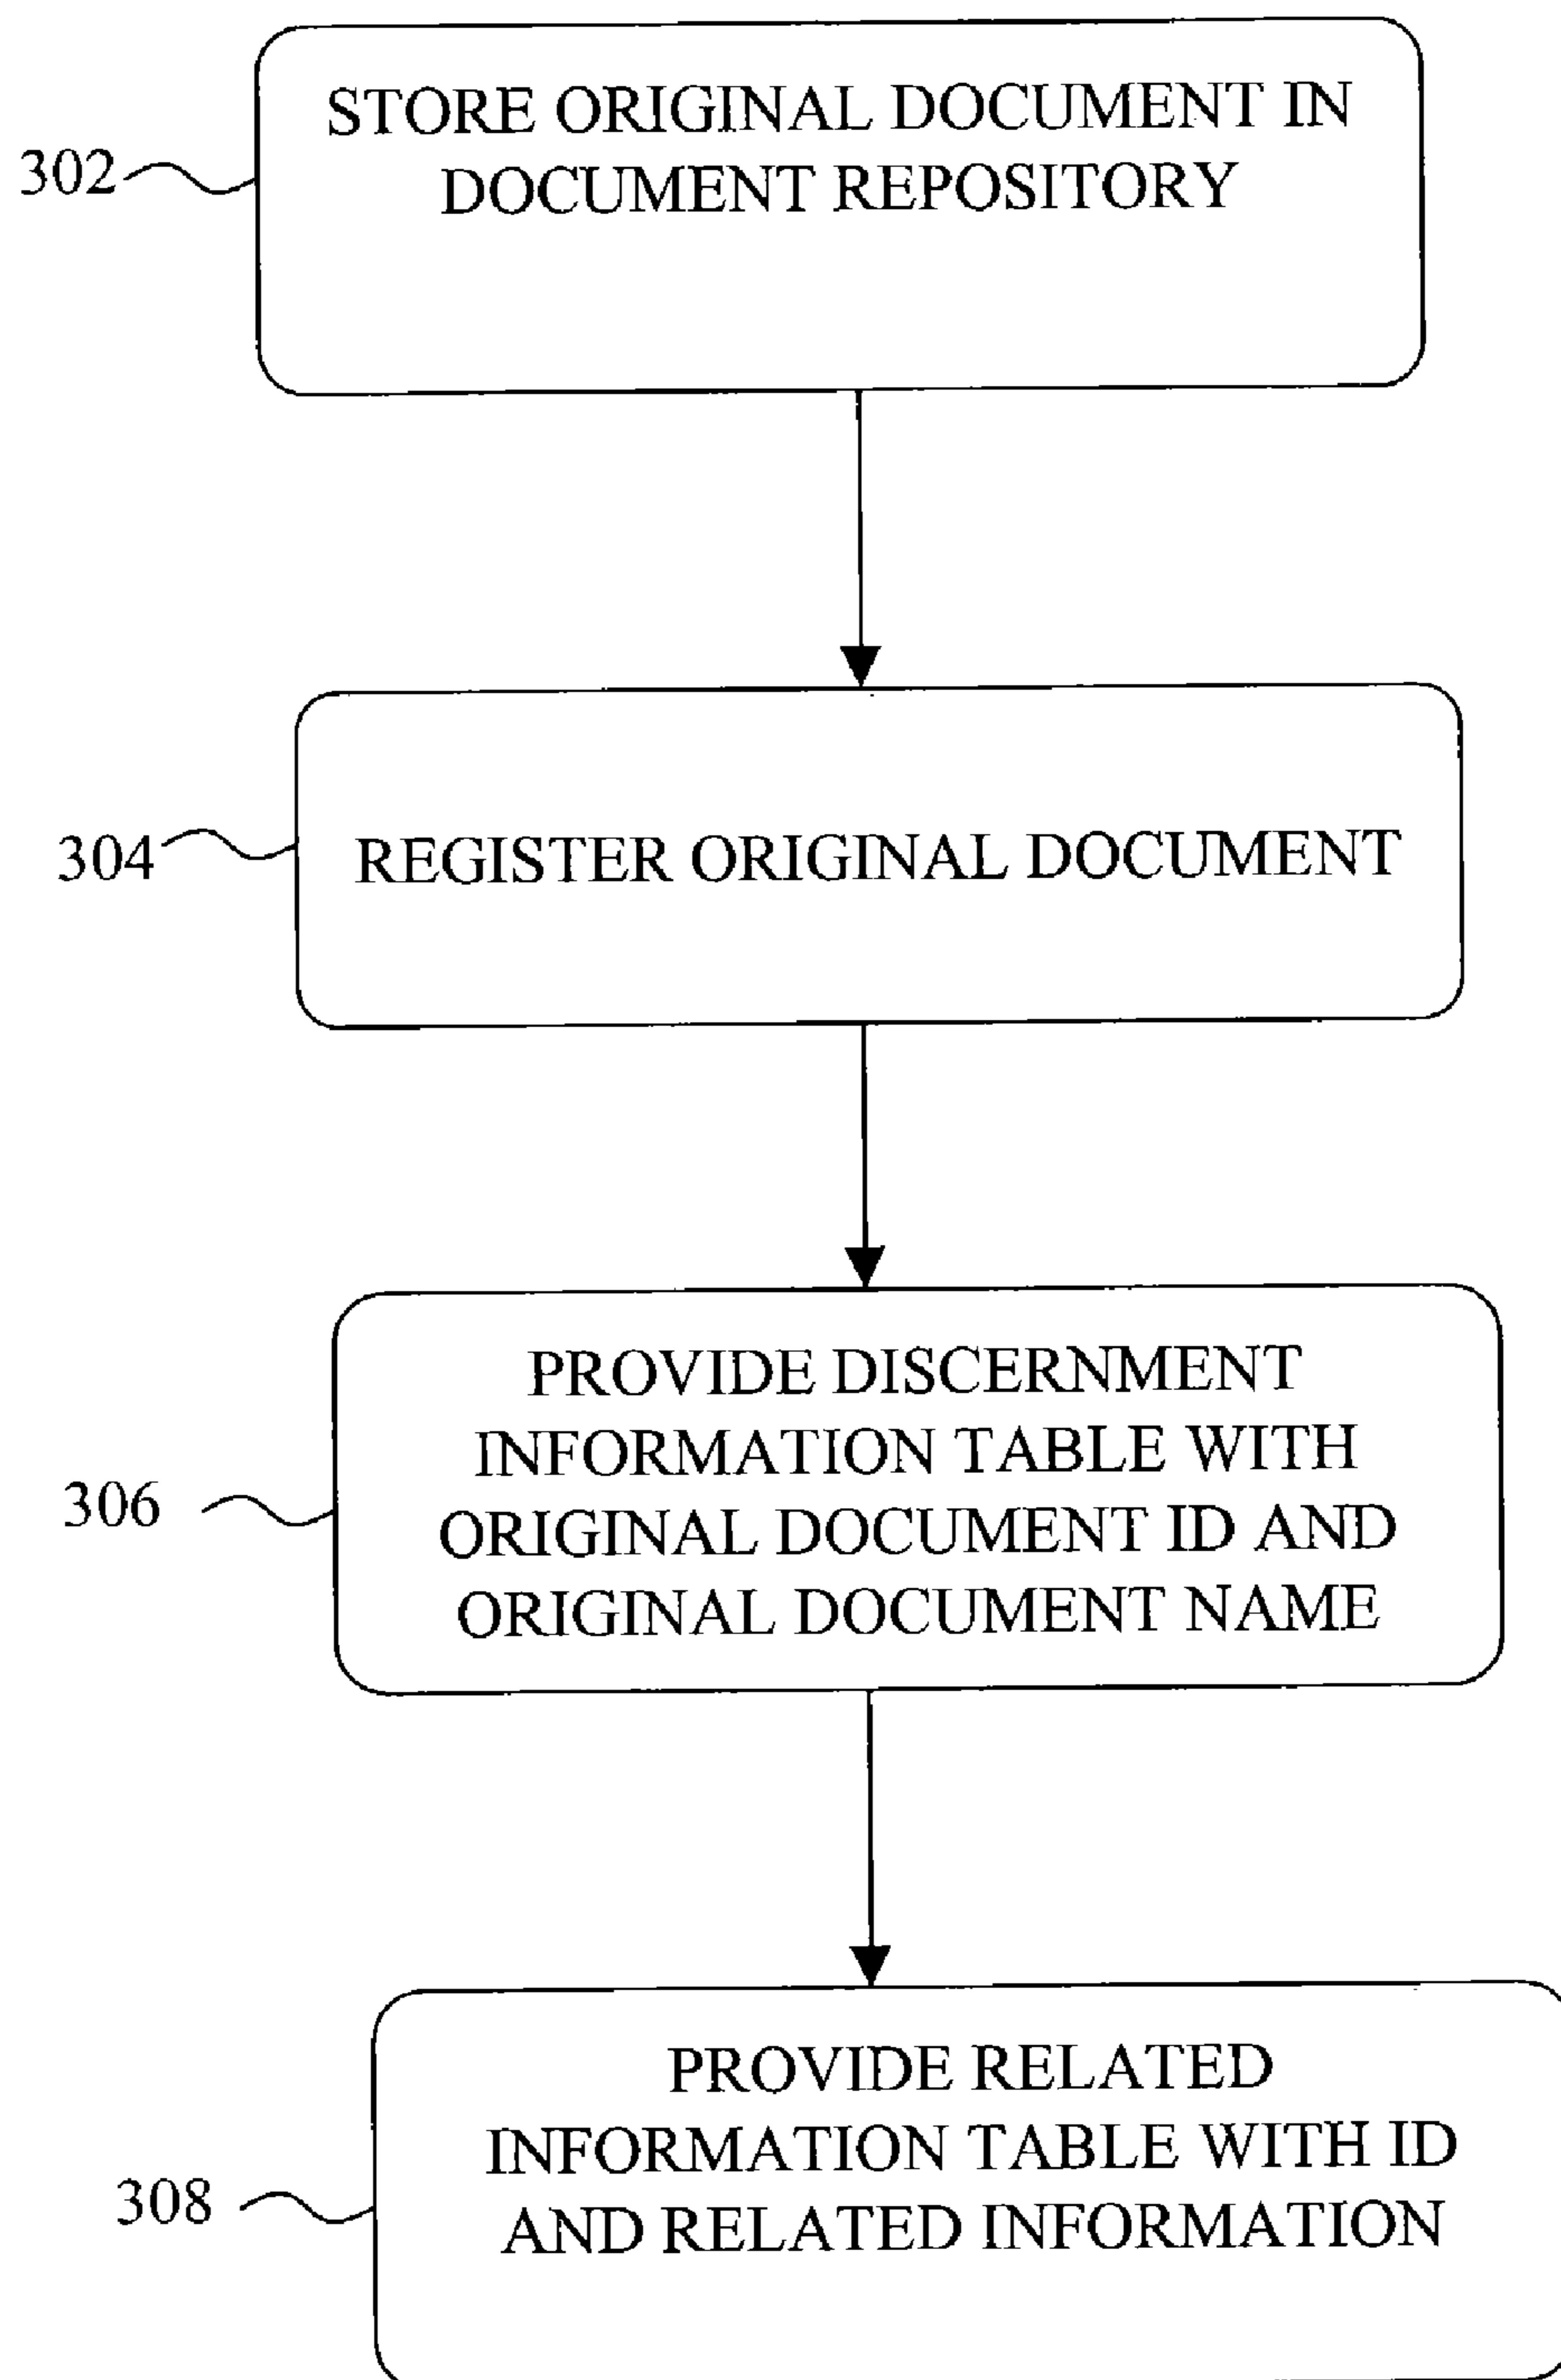 STORE ORIGINAL DOCUMENT IN
DOCUMENT REPOSITORY
302
304
REGISTER ORIGINAL DOCUMENT
PROVIDE DISCERNMENT
INFORMATION TABLE WITH
306
ORIGINAL DOCUMENT ID AND
ORIGINAL DOCUMENT NAME
PROVIDE RELATED
INFORMATION TABLE WITH ID
308
AND RELATED INFORMATION